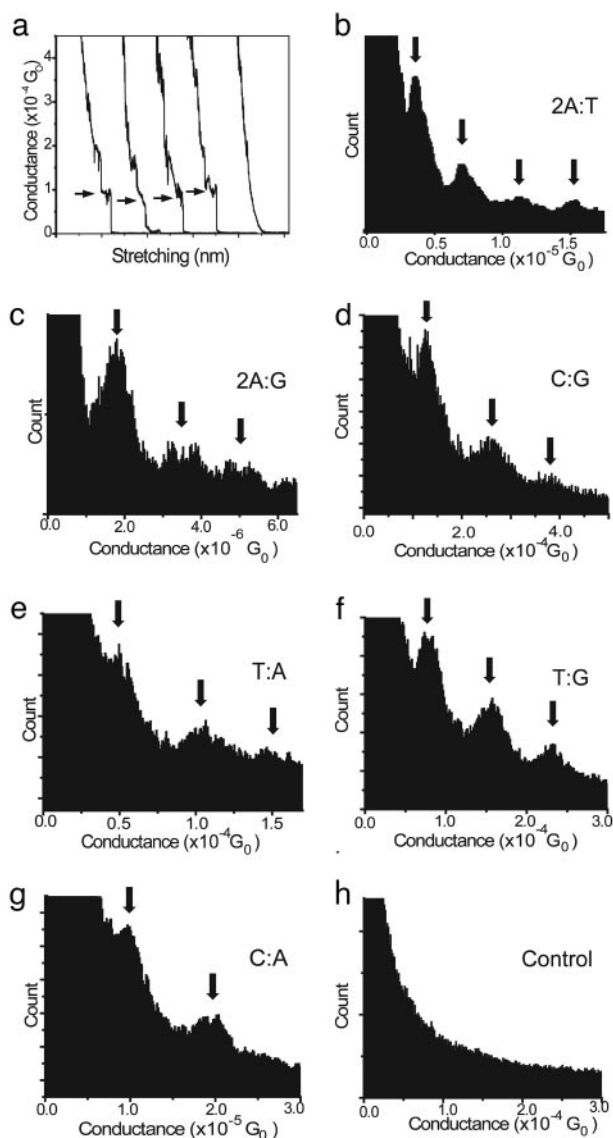 a
Conductance (x10⁻⁴ G₀)
4
3
2
1
0
Stretching (nm)
b
2A:T
Count
0.0 0.5 1.0 1.5
Conductance (x10⁻⁵ G₀)
c
2A:G
Count
0.0 2.0 4.0 6.0
Conductance (x10⁻⁶ G₀)
d
C:G
Count
0.0 2.0 4.0
Conductance (x10⁻⁴ G₀)
e
T:A
Count
0.0 0.5 1.0 1.5
Conductance (x10⁻⁴ G₀)
f
T:G
Count
0.0 1.0 2.0 3.0
Conductance (x10⁻⁴ G₀)
g
C:A
Count
0.0 1.0 2.0 3.0
Conductance (x10⁻⁵ G₀)
h
Control
Count
0.0 1.0 2.0 3.0
Conductance (x10⁻⁴ G₀)